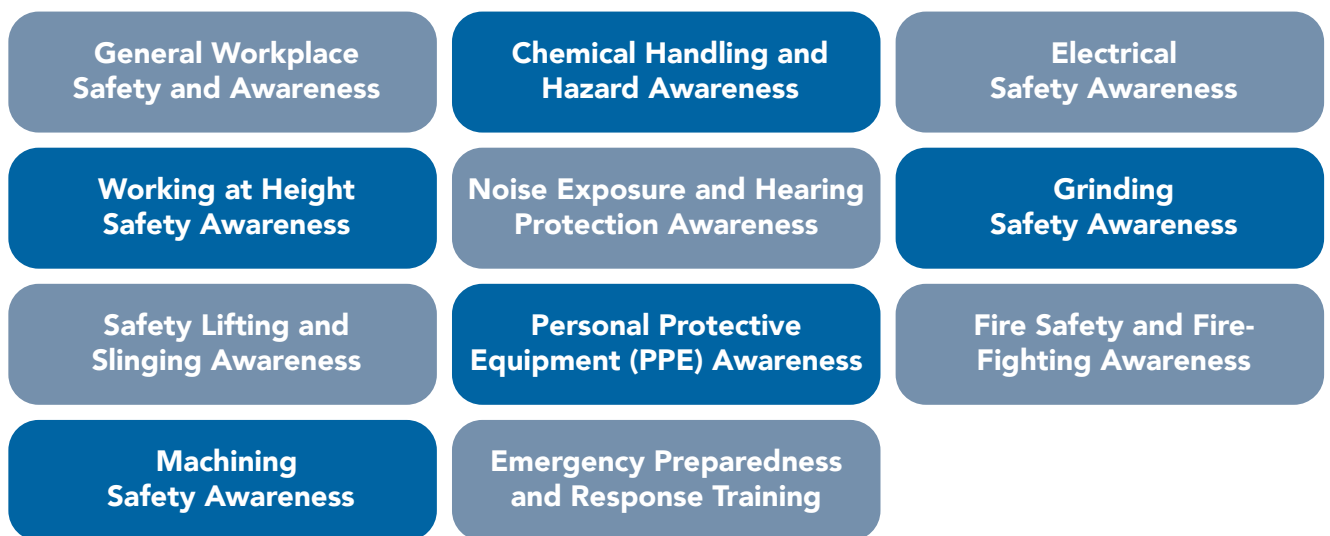 General Workplace
Safety and Awareness
Chemical Handling and
Hazard Awareness
Electrical
Safety Awareness
Working at Height
Safety Awareness
Noise Exposure and Hearing
Protection Awareness
Grinding
Safety Awareness
Safety Lifting and
Slinging Awareness
Personal Protective
Equipment (PPE) Awareness
Fire Safety and Fire-
Fighting Awareness
Machining
Safety Awareness
Emergency Preparedness
and Response Training